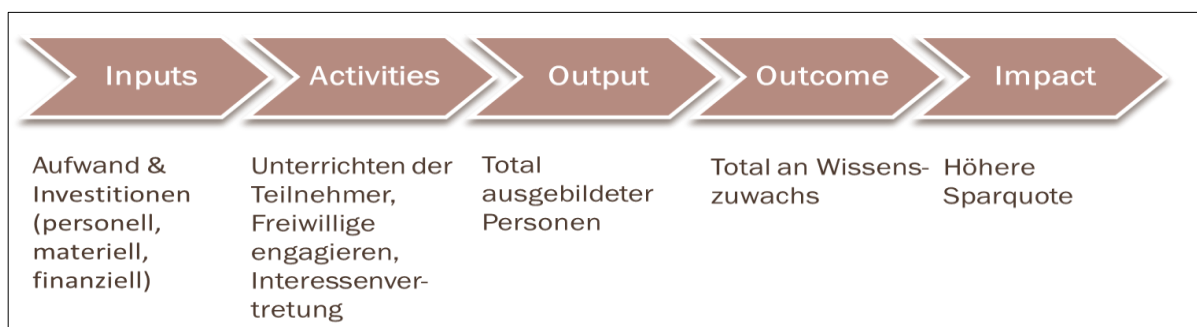 Inputs
Activities
Output
Outcome
Impact
Aufwand &
Investitionen
(personell,
materiell,
finanziell)
Unterrichten der
Teilnehmer,
Freiwillige
engagieren,
Interessenver-
tretung
Total
ausgebildeter
Personen
Total an Wissens-
zuwachs
Höhere
Sparquote